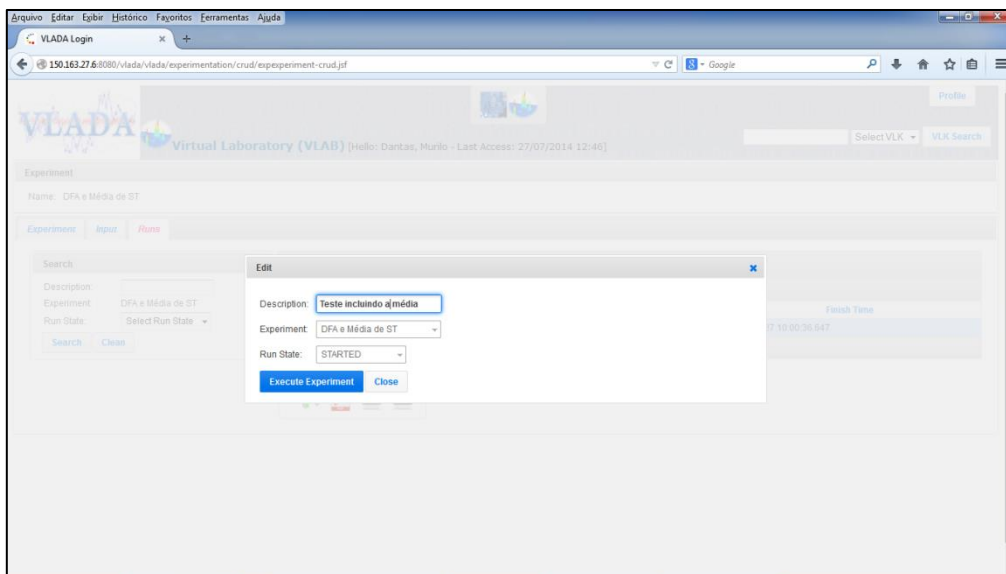 Arquivo Editar Exibir Histórico Favoritos Ferramentas Ajuda
VLADA Login
150.163.27.6:8080/vlada/vlada/experimentation/crud/expexperiment-crud.jsf
Google
Profile
VLADA
Virtual Laboratory (VLAB) [Hello: Dantas, Murilo - Last Access: 27/07/2014 12:46]
Select VLK VLK Search
Experiment
Name: DFA e Média de ST
Experiment Input Runs
Search
Description:
Experiment: DFA e Média de ST
Run State: Select Run State
Search Clean
Finish Time
Edit
Description: Teste incluindo a média
Experiment: DFA e Média de ST
Run State: STARTED
Execute Experiment Close